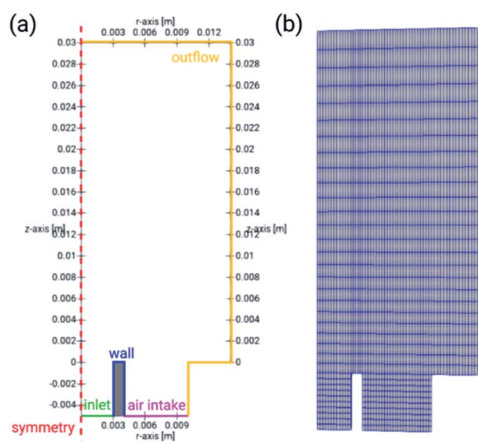 (a)
r-axis [m]
0.003 0.006 0.009 0.012
0.03 0.03
outflow
0.028 0.028
0.026 0.026
0.024 0.024
0.022 0.022
0.02 0.02
0.018 0.018
0.016 0.016
0.014 0.014
z-axis [m] z-axis [m]
0.012 0.012
0.01 0.01
0.008 0.008
0.006 0.006
0.004 0.004
0.002 0.002
wall
0 0
-0.002
-0.004
inlet air intake
0.003 0.006 0.009
symmetry
r-axis [m]
(b)